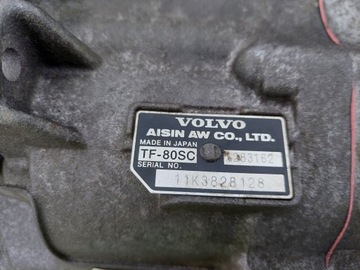 VOLVO
AISIN AW CO., LTD.
MADE IN JAPAN
TF-80SC
SERIAL NO.
11K3828128